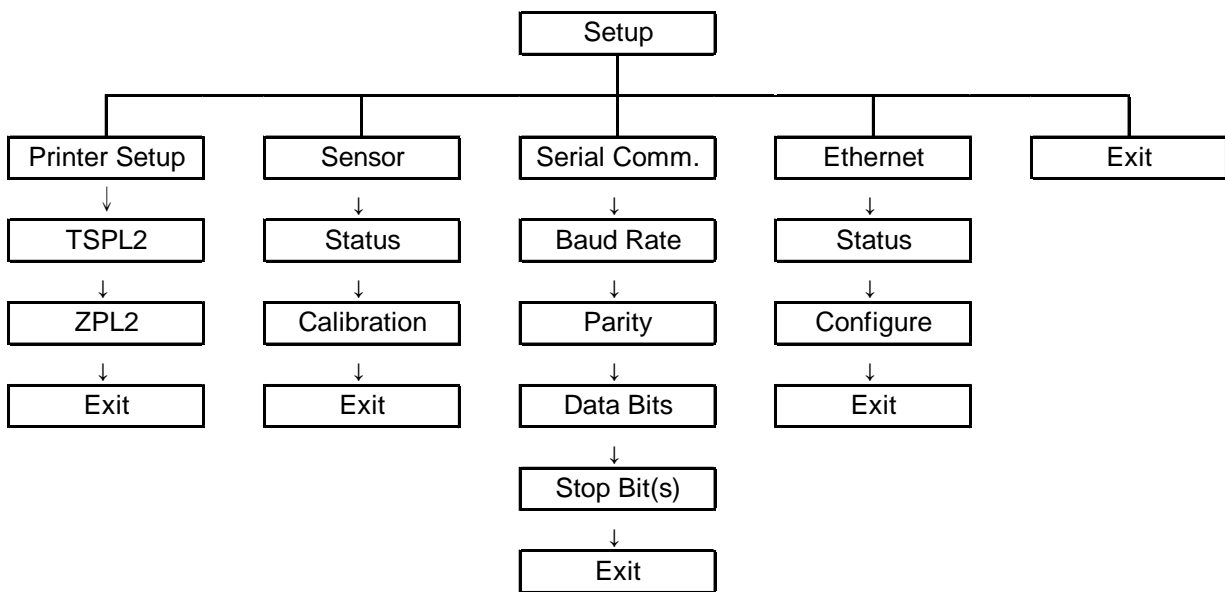 Setup
Printer Setup
Sensor
Serial Comm.
Ethernet
Exit
TSPL2
Status
Baud Rate
Status
ZPL2
Calibration
Parity
Configure
Exit
Exit
Data Bits
Exit
Stop Bit(s)
Exit